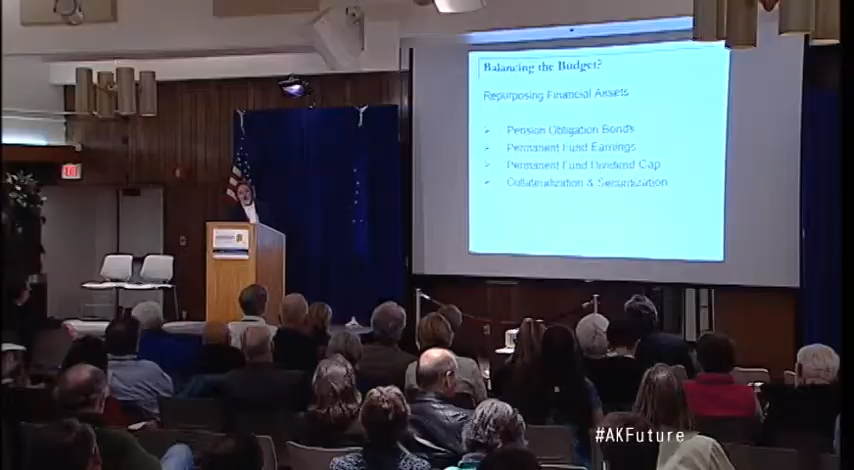 Balancing the Budget?
Repurposing Financial Assets
Pension Obligation Bonds
Permanent Fund Earnings
Permanent Fund Dividend Cap
Collateralization & Securitization
#AKFuture